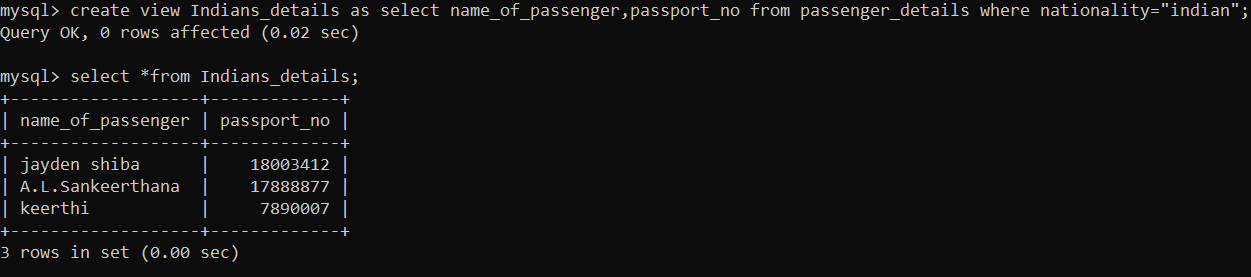 mysql> create view Indians_details as select name_of_passenger,passport_no from passenger_details where nationality="indian";
Query OK, 0 rows affected (0.02 sec)
mysql> select *from Indians_details;
+-------------------+-------------+
| name_of_passenger | passport_no |
+-------------------+-------------+
| jayden shiba      |    18003412 |
| A.L.Sankeerthana  |    17888877 |
| keerthi           |     7890007 |
+-------------------+-------------+
3 rows in set (0.00 sec)